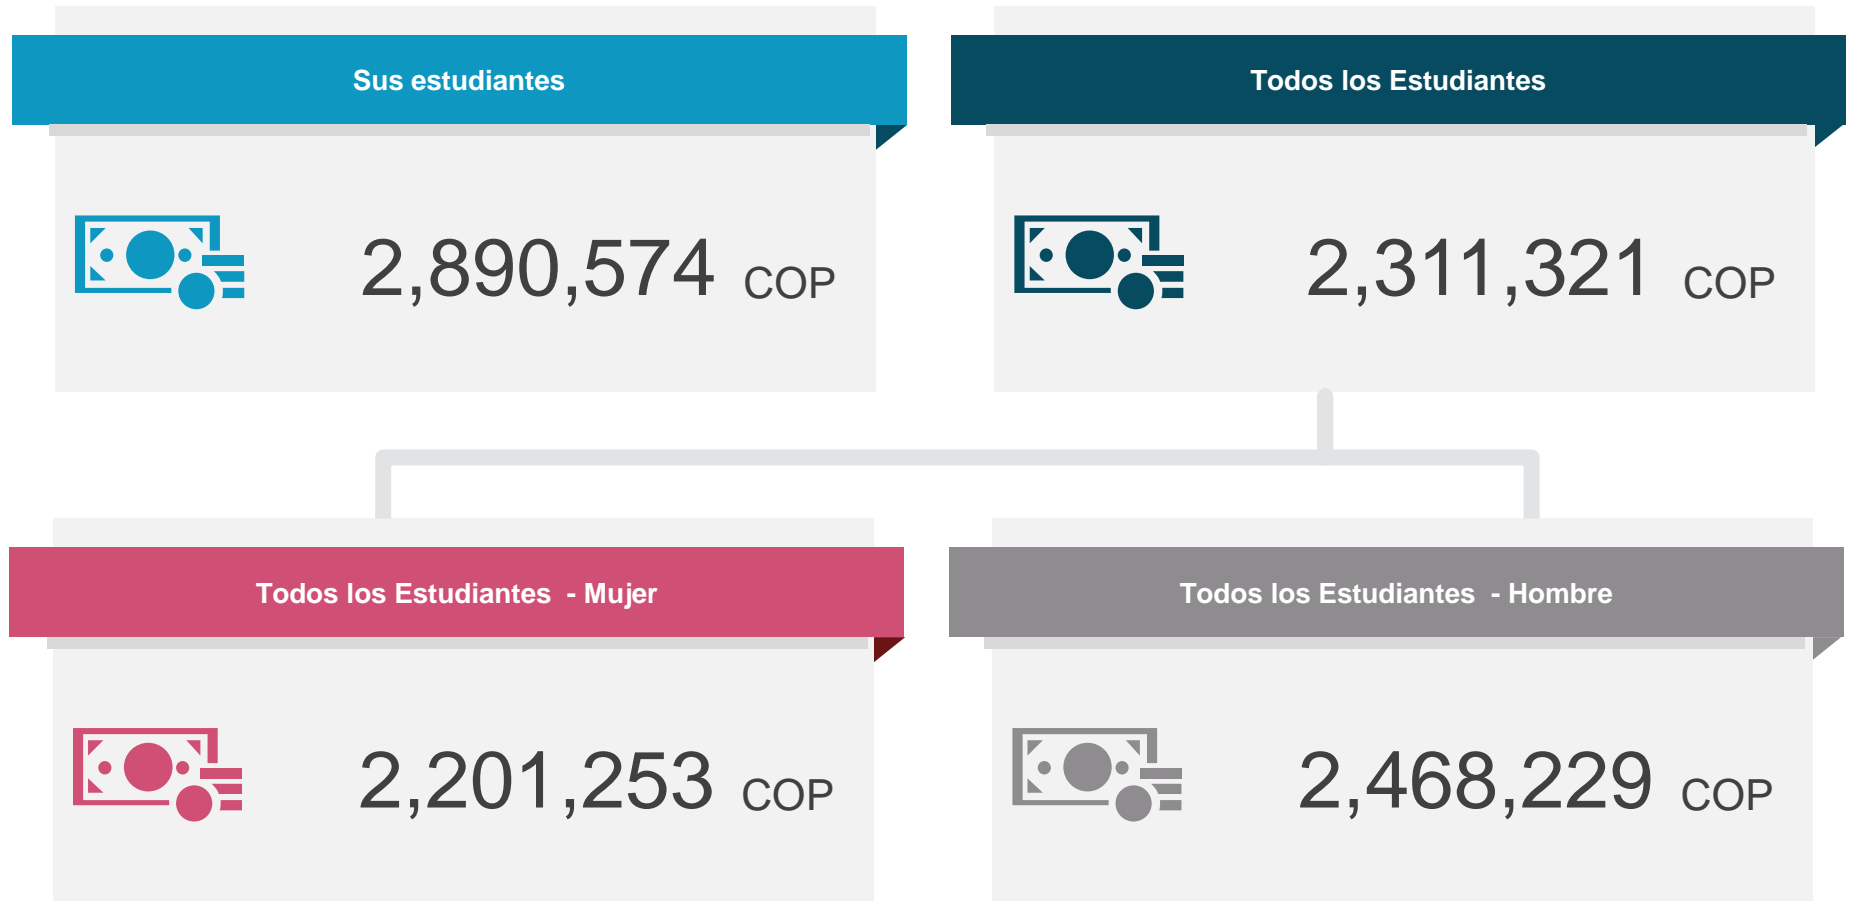 Sus estudiantes
2,890,574 COP
Todos los Estudiantes
2,311,321 COP
Todos los Estudiantes - Mujer
2,201,253 COP
Todos los Estudiantes - Hombre
2,468,229 COP